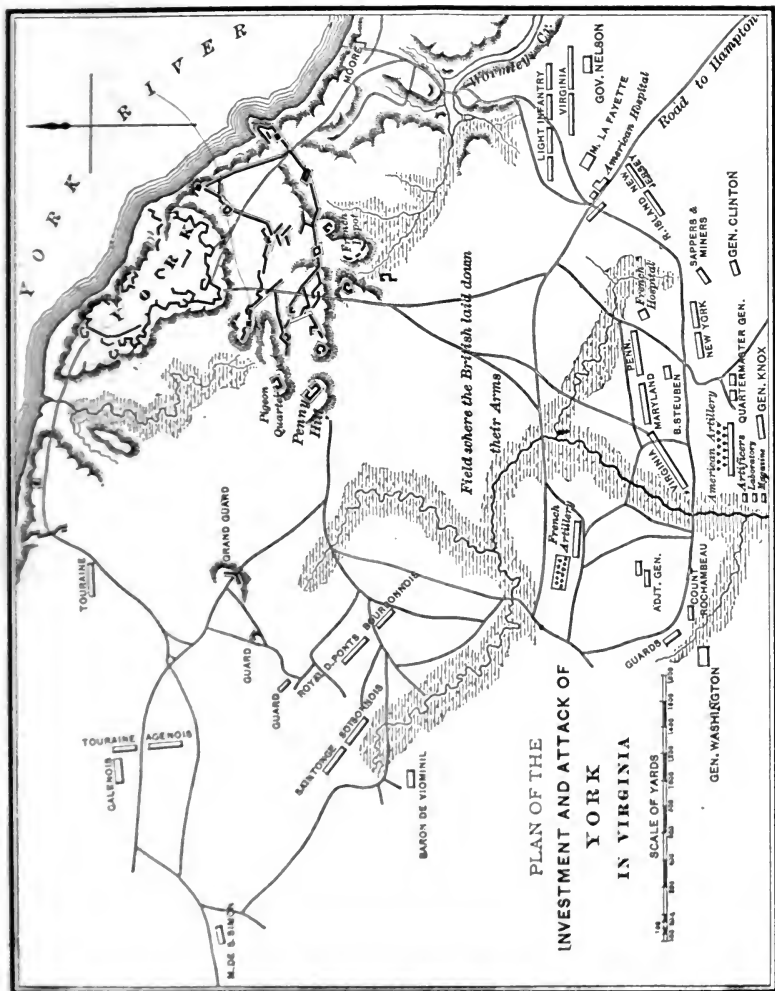 YORK RIVER
YORK
MOORE
Wormley's Cr.
LIGHT INFANTRY
VIRGINIA
GOV. NELSON
M. LA FAYETTE
American Hospital
Road to Hampton
NEW
JERSEY
R. ISLAND
SAPPERS &
MINERS
GEN. CLINTON
French
Hospital
NEW YORK
PENN.
MARYLAND
VIRGINIA
B. STEUBEN
QUARTERMASTER GEN.
GEN. KNOX
American Artillery
Artificers
Laboratory
Magazine
French Depot
Pigeon
Quarter
Penny
Hill
Field where the British laid down
their Arms
French
Artillery
ADJT. GEN.
COUNT
ROCHAMBEAU
GUARDS
GEN. WASHINGTON
TOURAINE
GRAND GUARD
GUARD
GUARD
ROYAL D. PONTS
BOURBONNOIS
SAINTONGE
SOISONNOIS
TOURAINE
AGENOIS
GALENOIS
BARON DE VIOMINIL
M. DE S. SIMON
PLAN OF THE
INVESTMENT AND ATTACK OF
YORK
IN VIRGINIA
SCALE OF YARDS